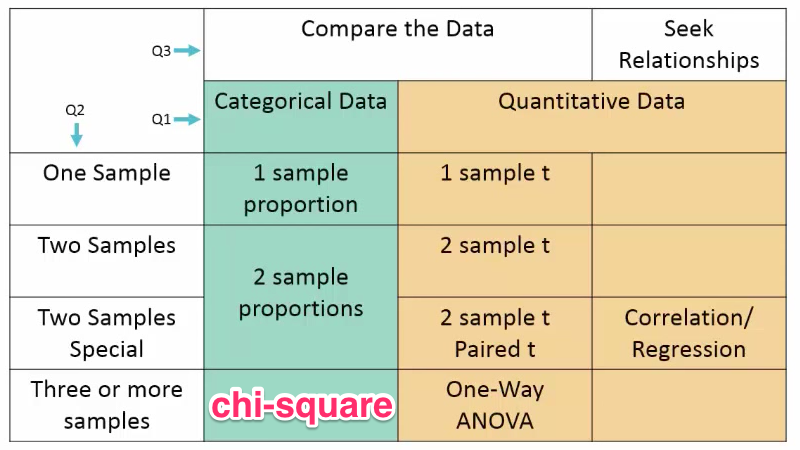 Compare the Data
Seek
Relationships
Q3
Categorical Data
Quantitative Data
Q2
Q1
One Sample
1 sample
proportion
1 sample t
Two Samples
2 sample
proportions
2 sample t
Two Samples
Special
2 sample t
Paired t
Correlation/
Regression
Three or more
samples
chi-square
One-Way
ANOVA